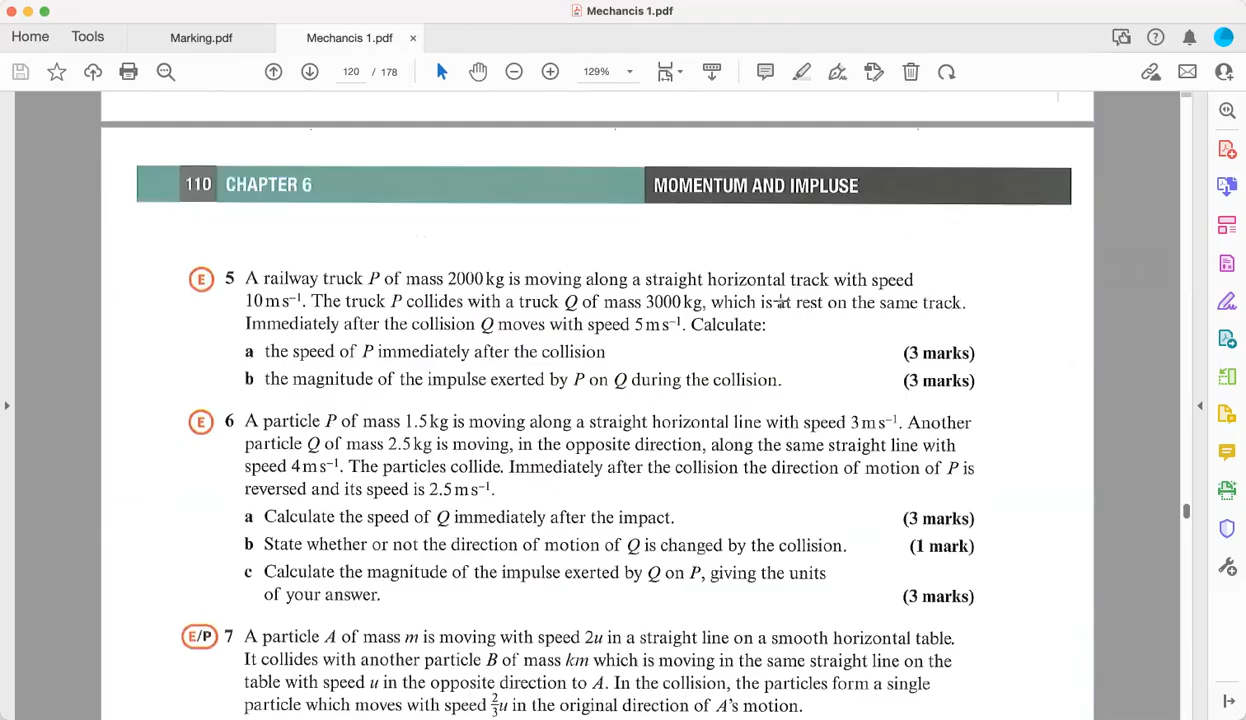 Mechancis 1.pdf
Home Tools Marking.pdf Mechancis 1.pdf ×
120 / 178 129%
110 CHAPTER 6 MOMENTUM AND IMPLUSE
E 5 A railway truck P of mass 2000 kg is moving along a straight horizontal track with speed
10 m s⁻¹. The truck P collides with a truck Q of mass 3000 kg, which is at rest on the same track.
Immediately after the collision Q moves with speed 5 m s⁻¹. Calculate:
a the speed of P immediately after the collision (3 marks)
b the magnitude of the impulse exerted by P on Q during the collision. (3 marks)
E 6 A particle P of mass 1.5 kg is moving along a straight horizontal line with speed 3 m s⁻¹. Another
particle Q of mass 2.5 kg is moving, in the opposite direction, along the same straight line with
speed 4 m s⁻¹. The particles collide. Immediately after the collision the direction of motion of P is
reversed and its speed is 2.5 m s⁻¹.
a Calculate the speed of Q immediately after the impact. (3 marks)
b State whether or not the direction of motion of Q is changed by the collision. (1 mark)
c Calculate the magnitude of the impulse exerted by Q on P, giving the units
of your answer. (3 marks)
E/P 7 A particle A of mass m is moving with speed 2u in a straight line on a smooth horizontal table.
It collides with another particle B of mass km which is moving in the same straight line on the
table with speed u in the opposite direction to A. In the collision, the particles form a single
particle which moves with speed ⅔u in the original direction of A's motion.